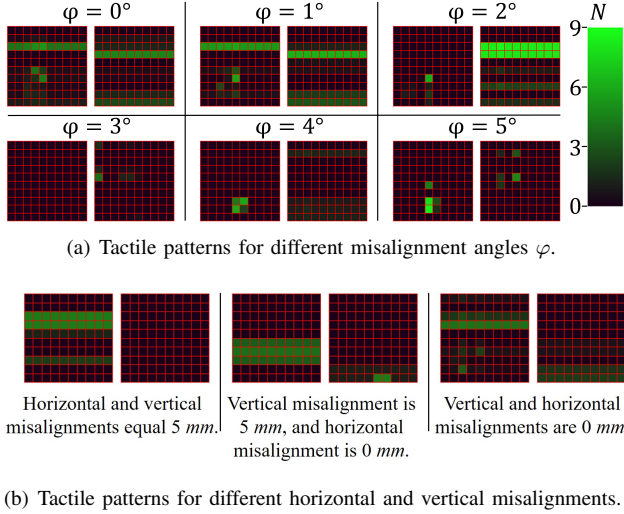 φ = 0° φ = 1° φ = 2° 9 N
6
3
0
φ = 3° φ = 4° φ = 5°
(a) Tactile patterns for different misalignment angles φ.
Horizontal and vertical
misalignments equal 5 mm.
Vertical misalignment is
5 mm, and horizontal
misalignment is 0 mm.
Vertical and horizontal
misalignments are 0 mm
(b) Tactile patterns for different horizontal and vertical misalignments.